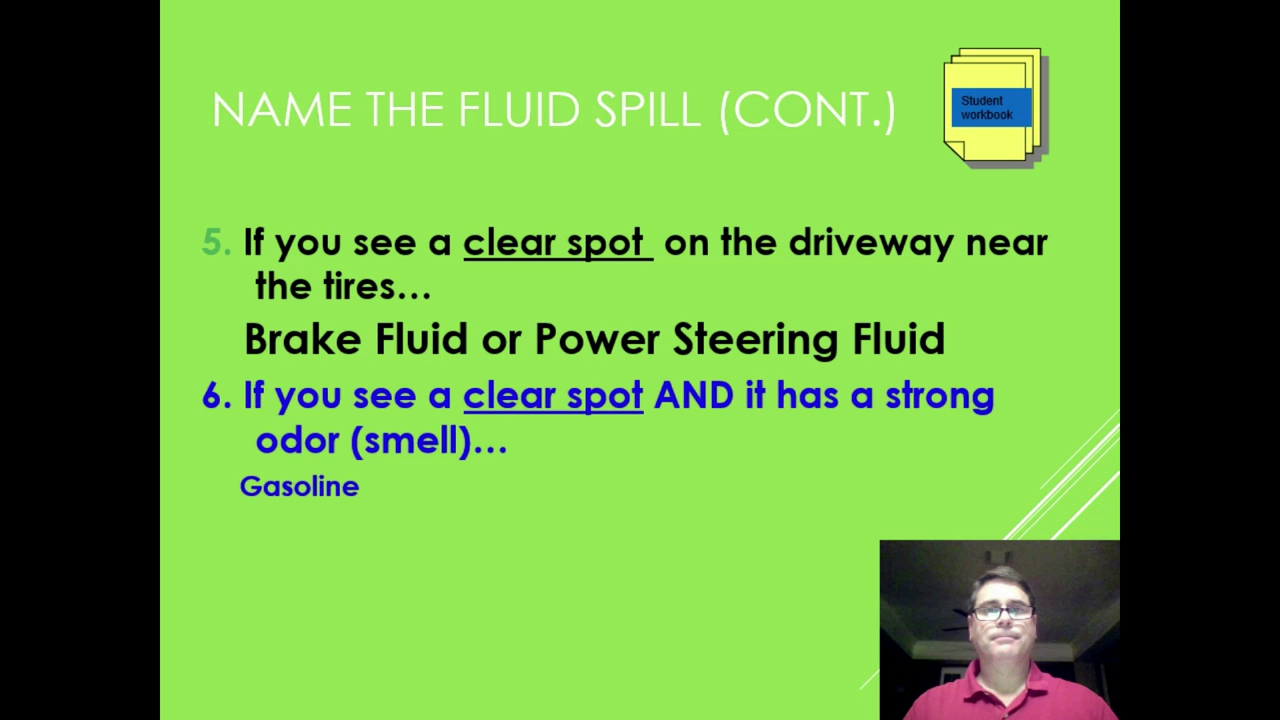 NAME THE FLUID SPILL (CONT.)
Student
workbook
5. If you see a clear spot on the driveway near
the tires…
Brake Fluid or Power Steering Fluid
6. If you see a clear spot AND it has a strong
odor (smell)…
Gasoline